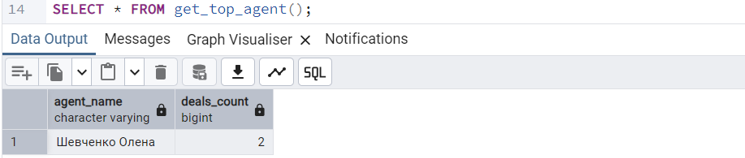 14 SELECT * FROM get_top_agent();
Data Output Messages Graph Visualiser × Notifications
SQL
agent_name deals_count
character varying bigint
1 Шевченко Олена 2